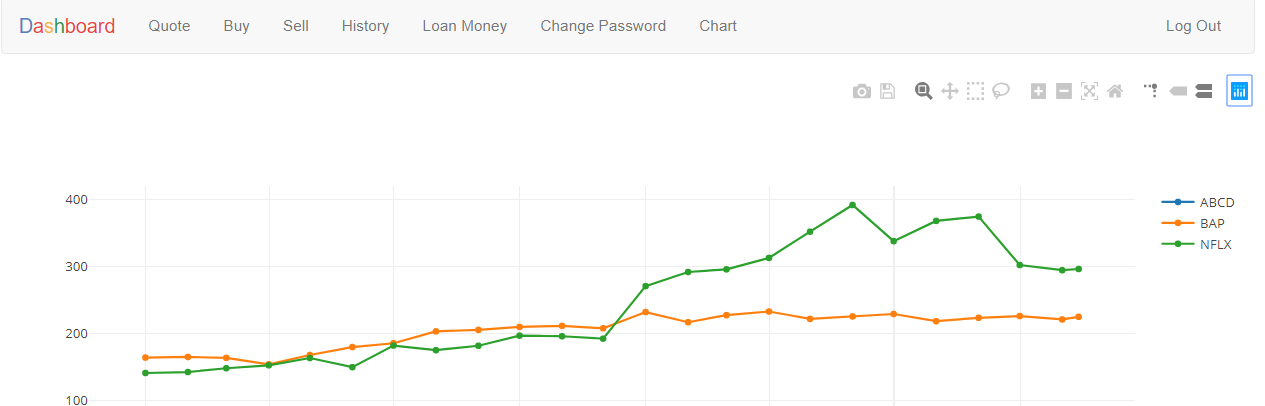 Dashboard Quote Buy Sell History Loan Money Change Password Chart Log Out
400
300
200
100
ABCD
BAP
NFLX